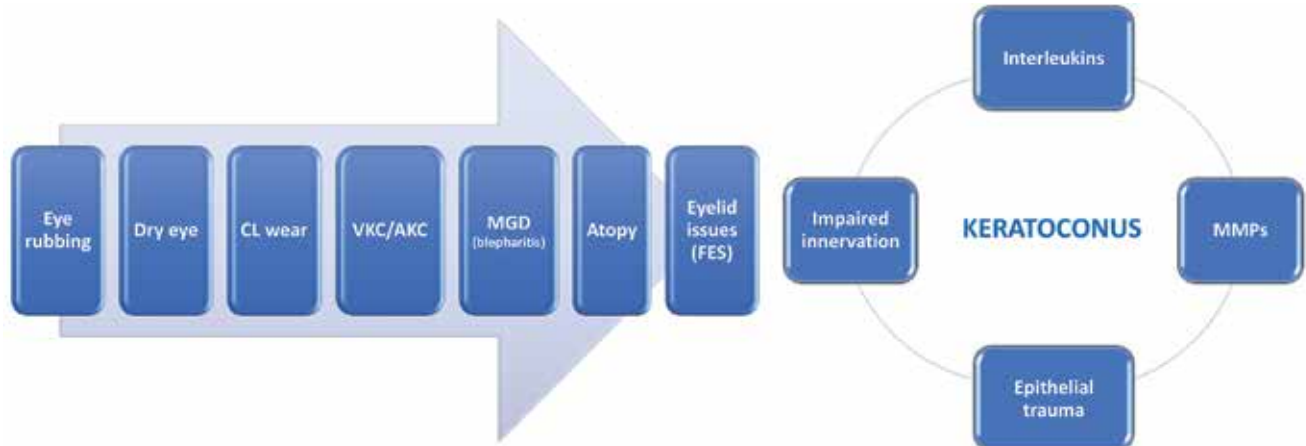 Eye
rubbing
Dry eye
CL wear
VKC/AKC
MGD
(blepharitis)
Atopy
Eyelid
issues
(FES)
Interleukins
Impaired
innervation
KERATOCONUS
MMPs
Epithelial
trauma